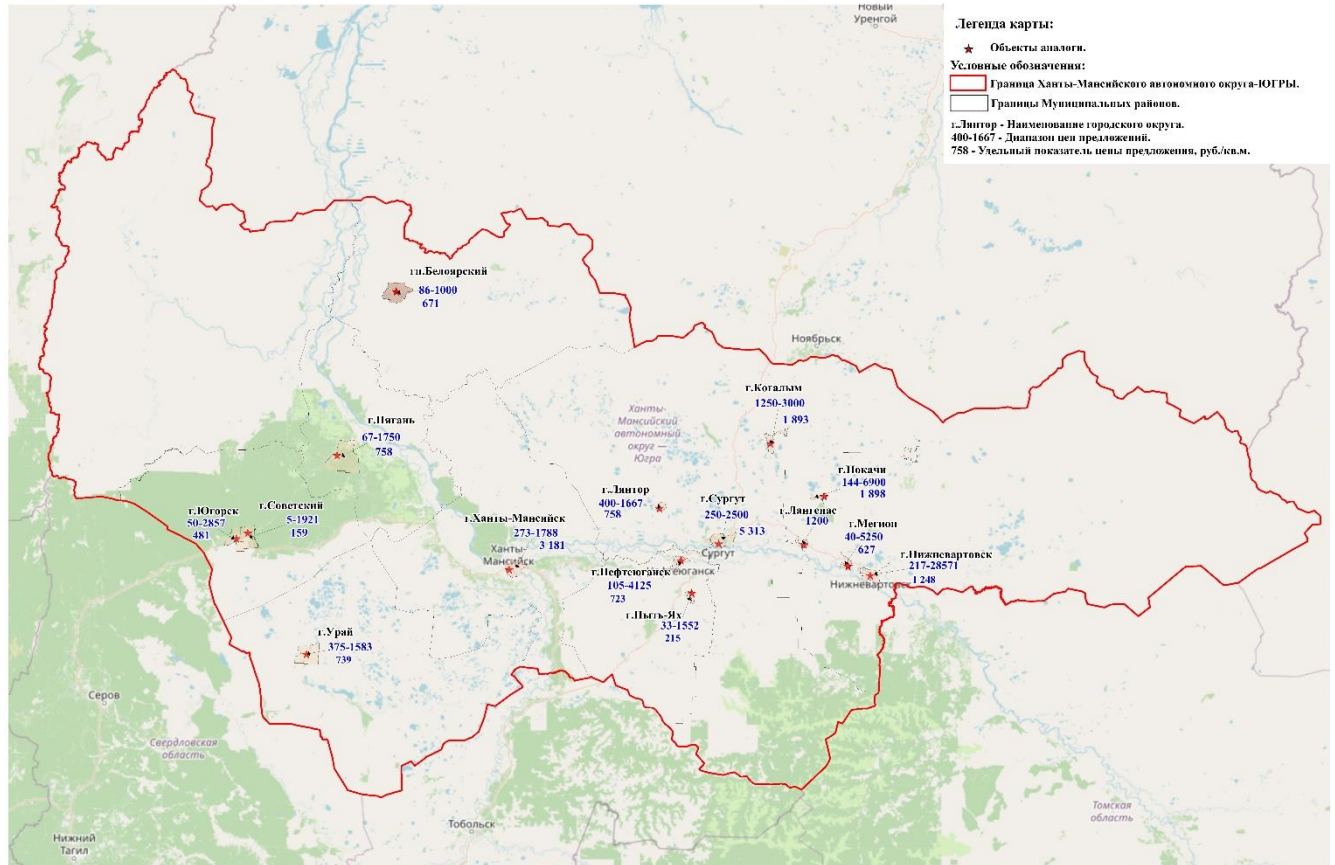 Новый
Уренгой
Легенда карты:
Объекты аналоги.
Условные обозначения:
Граница Ханты-Мансийского автономного округа-ЮГРЫ.
Границы Муниципальных районов.
г.Лянтор - Наименование городского округа.
400-1667 - Диапазон цен предложений.
758 - Удельный показатель цены предложения, руб./кв.м.
гп.Белоярский
86-1000
671
Ноябрьск
г.Когалым
1250-3000
1 893
Ханты-
Мансийский
автономный
округ —
Югра
г.Нягань
67-1750
758
г.Покачи
144-6900
1 898
г.Лянтор
400-1667
758
г.Сургут
250-2500
5 313
Сургут
г.Лангепас
1200
г.Мегион
40-5250
627
г.Нижневартовск
217-28571
1 248
Нижневартовск
г.Югорск
50-2857
481
г.Советский
5-1921
159
г.Ханты-Мансийск
273-1788
3 181
Ханты-
Мансийск
г.Нефтеюганск
105-4125
723
еюганск
г.Пыть-Ях
33-1552
215
г.Урай
375-1583
739
Серов
Свердловская
область
Тобольск
Томская
область
Нижний
Тагил